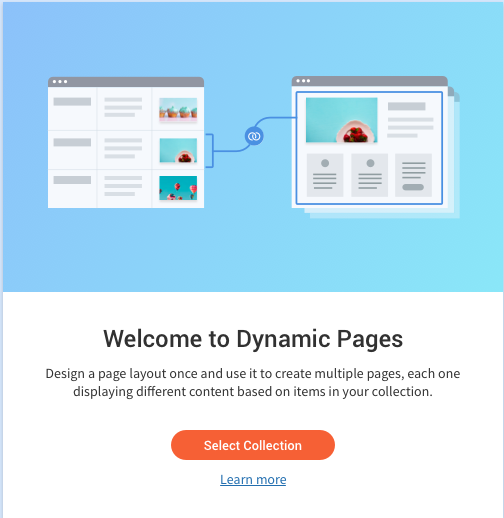 Welcome to Dynamic Pages
Design a page layout once and use it to create multiple pages, each one
displaying different content based on items in your collection.
Select Collection
Learn more